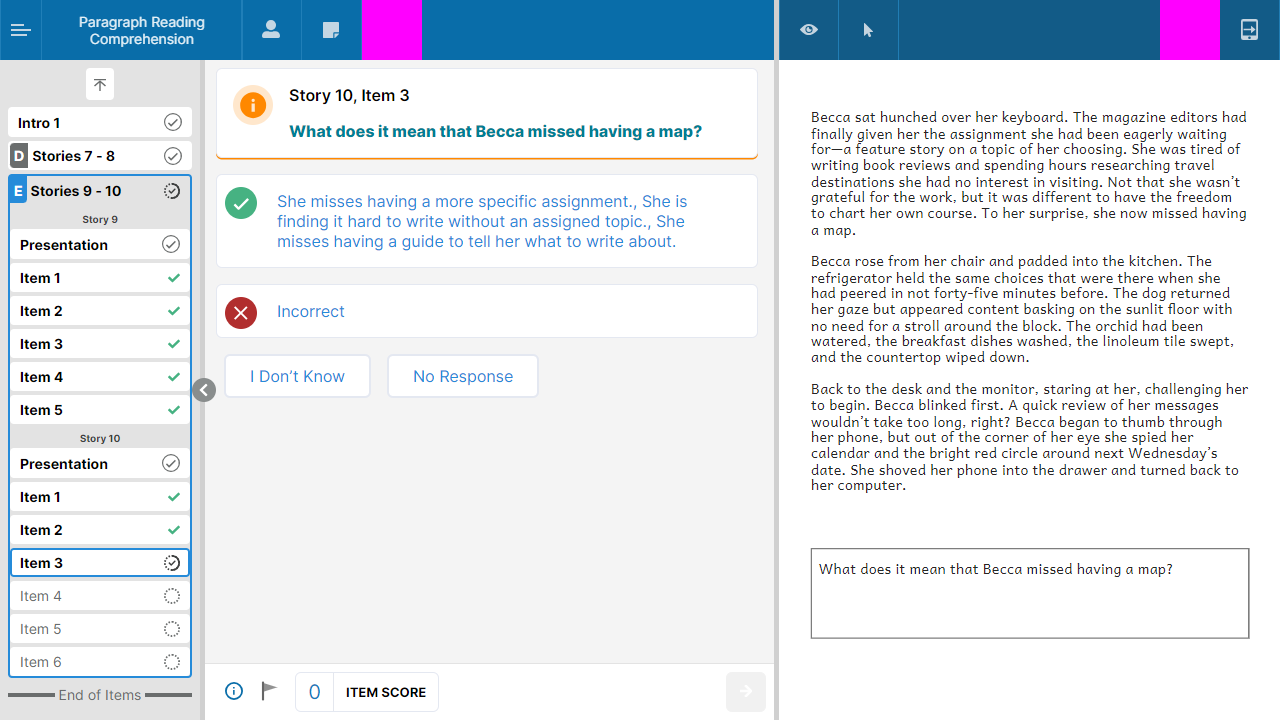 Paragraph Reading
Comprehension
Intro 1
D Stories 7 - 8
E Stories 9 - 10
Story 9
Presentation
Item 1
Item 2
Item 3
Item 4
Item 5
Story 10
Presentation
Item 1
Item 2
Item 3
Item 4
Item 5
Item 6
End of Items
Story 10, Item 3
What does it mean that Becca missed having a map?
She misses having a more specific assignment., She is
finding it hard to write without an assigned topic., She
misses having a guide to tell her what to write about.
Incorrect
I Don’t Know
No Response
0 ITEM SCORE
Becca sat hunched over her keyboard. The magazine editors had
finally given her the assignment she had been eagerly waiting
for—a feature story on a topic of her choosing. She was tired of
writing book reviews and spending hours researching travel
destinations she had no interest in visiting. Not that she wasn’t
grateful for the work, but it was different to have the freedom
to chart her own course. To her surprise, she now missed having
a map.
Becca rose from her chair and padded into the kitchen. The
refrigerator held the same choices that were there when she
had peered in not forty-five minutes before. The dog returned
her gaze but appeared content basking on the sunlit floor with
no need for a stroll around the block. The orchid had been
watered, the breakfast dishes washed, the linoleum tile swept,
and the countertop wiped down.
Back to the desk and the monitor, staring at her, challenging her
to begin. Becca blinked first. A quick review of her messages
wouldn’t take too long, right? Becca began to thumb through
her phone, but out of the corner of her eye she spied her
calendar and the bright red circle around next Wednesday’s
date. She shoved her phone into the drawer and turned back to
her computer.
What does it mean that Becca missed having a map?